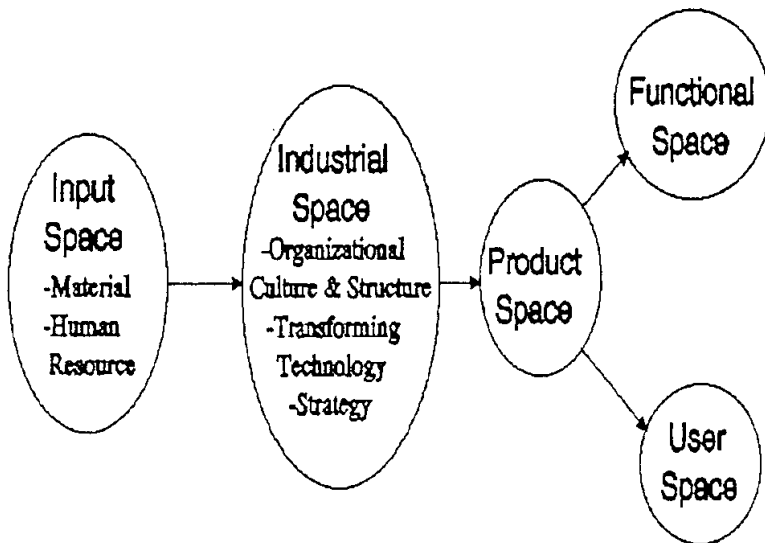 Input
Space
-Material
-Human
Resource
Industrial
Space
-Organizational
Culture & Structure
-Transforming
Technology
-Strategy
Product
Space
Functional
Space
User
Space